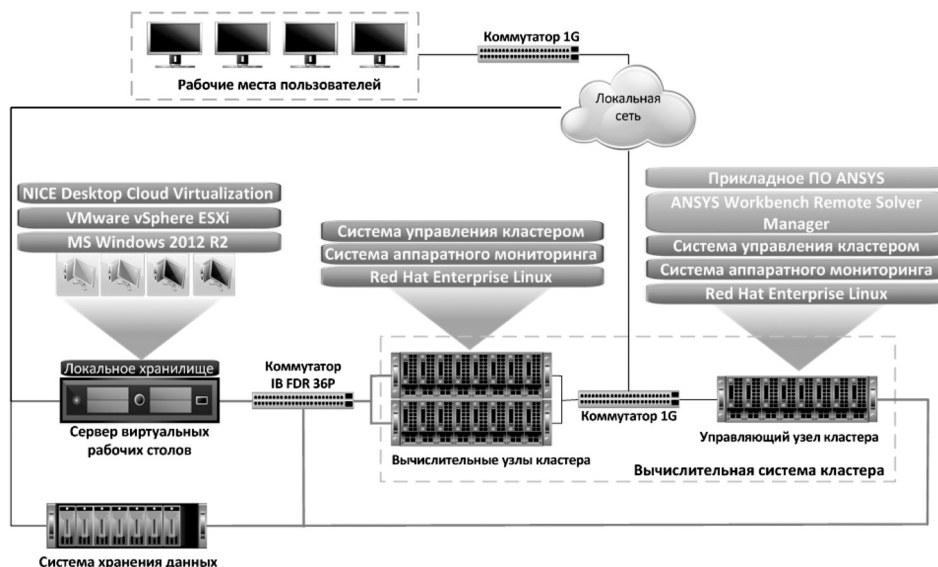 Коммутатор 1G
Рабочие места пользователей
Локальная
сеть
NICE Desktop Cloud Virtualization
VMware vSphere ESXi
MS Windows 2012 R2
Система управления кластером
Система аппаратного мониторинга
Red Hat Enterprise Linux
Прикладное ПО ANSYS
ANSYS Workbench Remote Solver
Manager
Система управления кластером
Система аппаратного мониторинга
Red Hat Enterprise Linux
Локальное хранилище
Сервер виртуальных
рабочих столов
Коммутатор
IB FDR 36P
Вычислительные узлы кластера
Коммутатор 1G
Управляющий узел кластера
Вычислительная система кластера
Система хранения данных